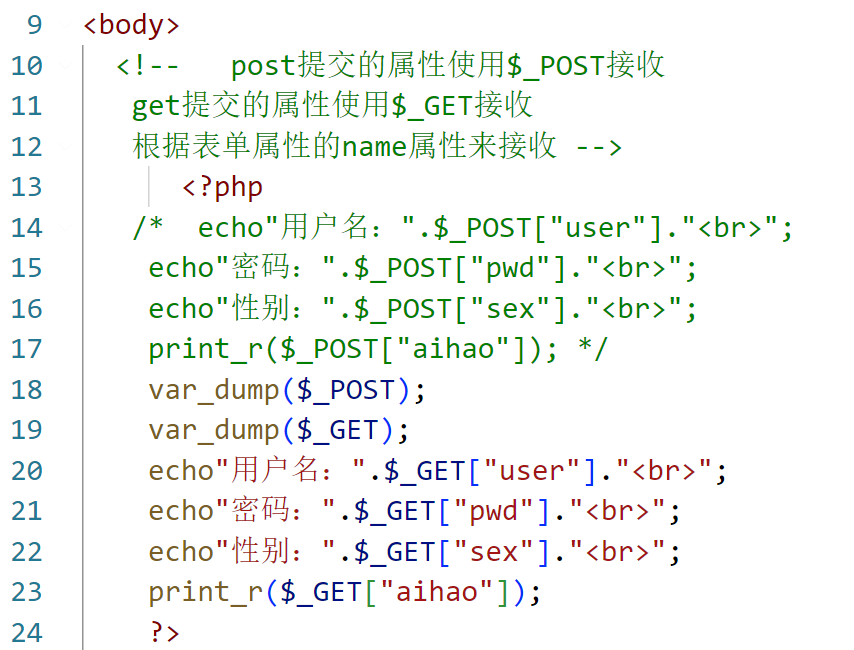 9 <body>
10 <!-- post提交的属性使用$_POST接收
11 get提交的属性使用$_GET接收
12 根据表单属性的name属性来接收 -->
13 <?php
14 /* echo"用户名：".$_POST["user"]."<br>";
15 echo"密码：".$_POST["pwd"]."<br>";
16 echo"性别：".$_POST["sex"]."<br>";
17 print_r($_POST["aihao"]); */
18 var_dump($_POST);
19 var_dump($_GET);
20 echo"用户名：".$_GET["user"]."<br>";
21 echo"密码：".$_GET["pwd"]."<br>";
22 echo"性别：".$_GET["sex"]."<br>";
23 print_r($_GET["aihao"]);
24 ?>